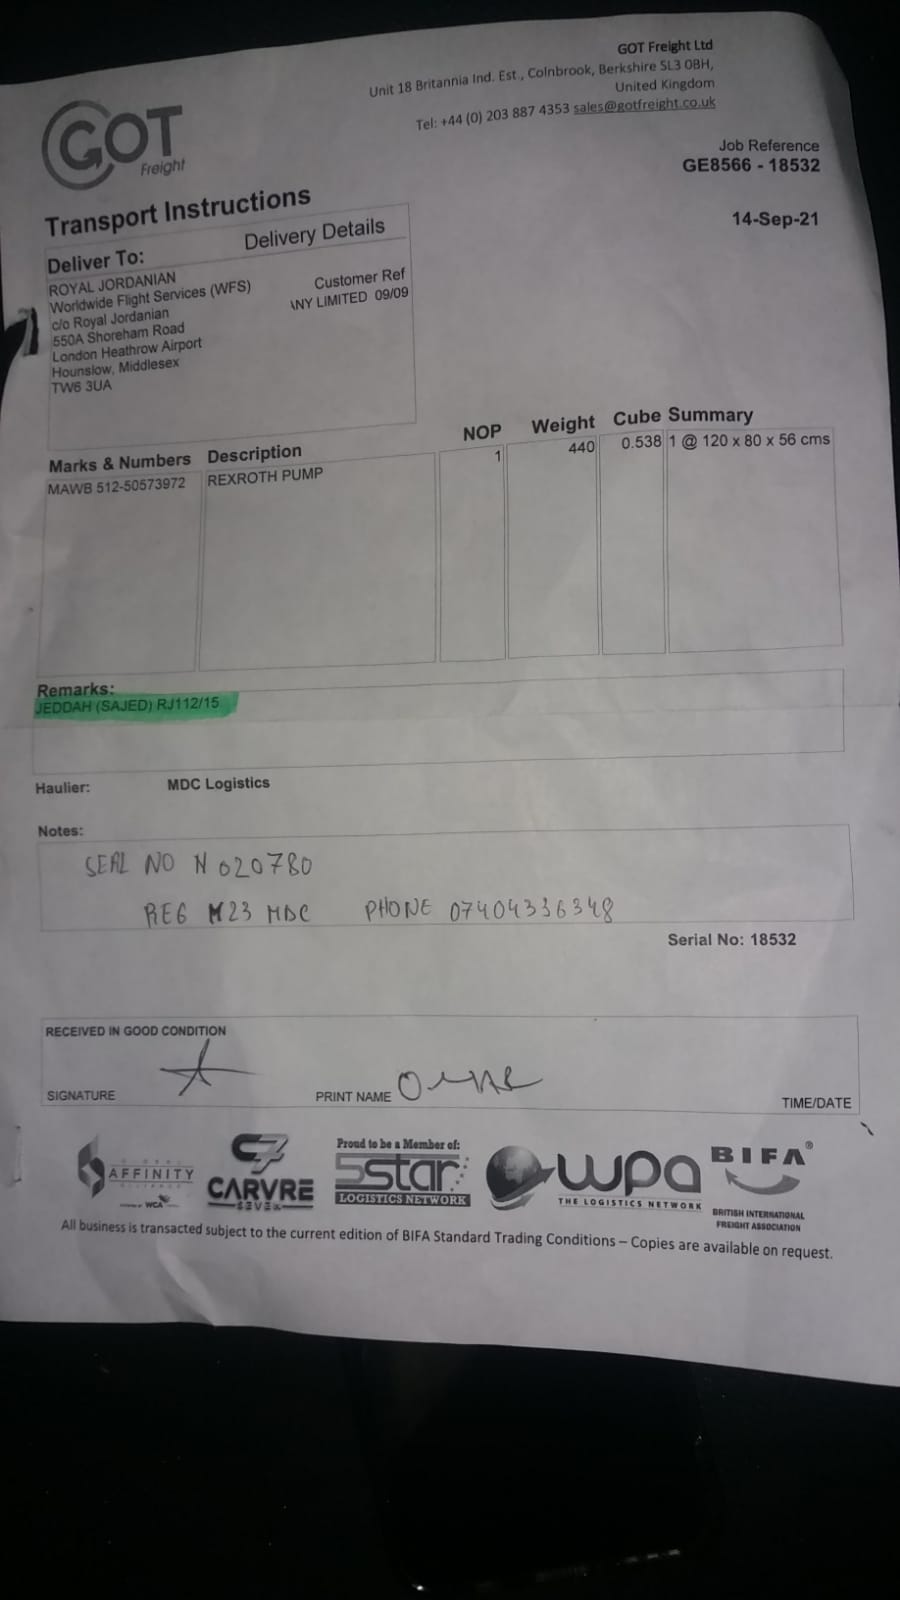 GOT Freight Ltd
Unit 18 Britannia Ind. Est., Colnbrook, Berkshire SL3 0BH,
United Kingdom
Tel: +44 (0) 203 887 4353 sales@gotfreight.co.uk
GOT
Freight
Job Reference
GE8566 - 18532
14-Sep-21
Transport Instructions
Delivery Details
Deliver To:
ROYAL JORDANIAN
Worldwide Flight Services (WFS)
c/o Royal Jordanian
550A Shoreham Road
London Heathrow Airport
Hounslow, Middlesex
TW6 3UA
Customer Ref
NY LIMITED 09/09
Marks & Numbers Description NOP Weight Cube Summary
MAWB 512-50573972 REXROTH PUMP 1 440 0.538 1 @ 120 x 80 x 56 cms
Remarks:
JEDDAH (SAJED) RJ112/15
Haulier: MDC Logistics
Notes:
SEAL NO N 020780
REG M23 MDC PHONE 07404336348
Serial No: 18532
RECEIVED IN GOOD CONDITION
SIGNATURE PRINT NAME TIME/DATE
AFFINITY
WCA
C7
CARVRE
SEVEN
Proud to be a Member of:
5star
LOGISTICS NETWORK
wpa
THE LOGISTICS NETWORK
BIFA®
BRITISH INTERNATIONAL
FREIGHT ASSOCIATION
All business is transacted subject to the current edition of BIFA Standard Trading Conditions – Copies are available on request.